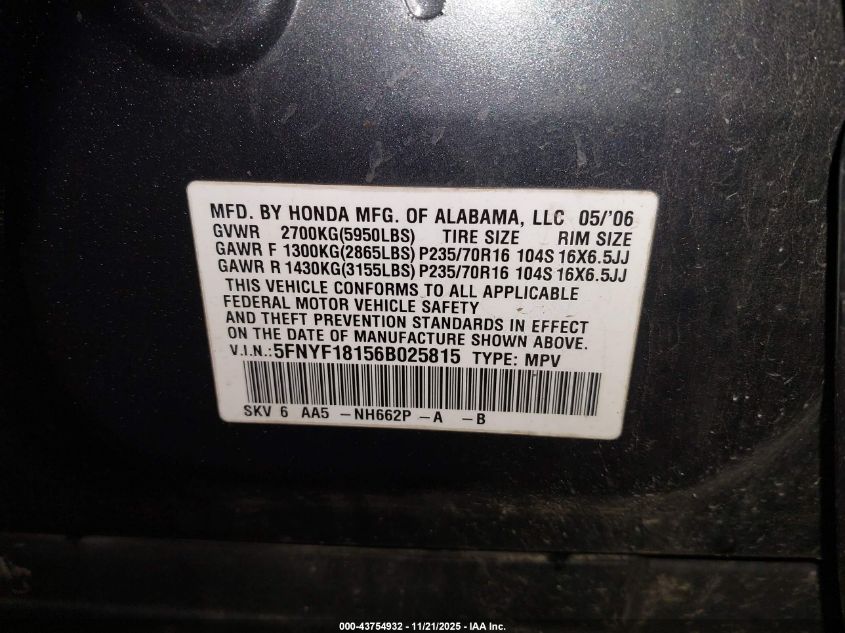 MFD. BY HONDA MFG. OF ALABAMA, LLC 05/'06
GVWR 2700KG(5950LBS) TIRE SIZE RIM SIZE
GAWR F 1300KG(2865LBS) P235/70R16 104S 16X6.5JJ
GAWR R 1430KG(3155LBS) P235/70R16 104S 16X6.5JJ
THIS VEHICLE CONFORMS TO ALL APPLICABLE
FEDERAL MOTOR VEHICLE SAFETY
AND THEFT PREVENTION STANDARDS IN EFFECT
ON THE DATE OF MANUFACTURE SHOWN ABOVE.
V.I.N.: 5FNYF18156B025815 TYPE: MPV
SKV 6 AA5 -NH662P -A -B
000-43754932 - 11/21/2025 - IAA Inc.